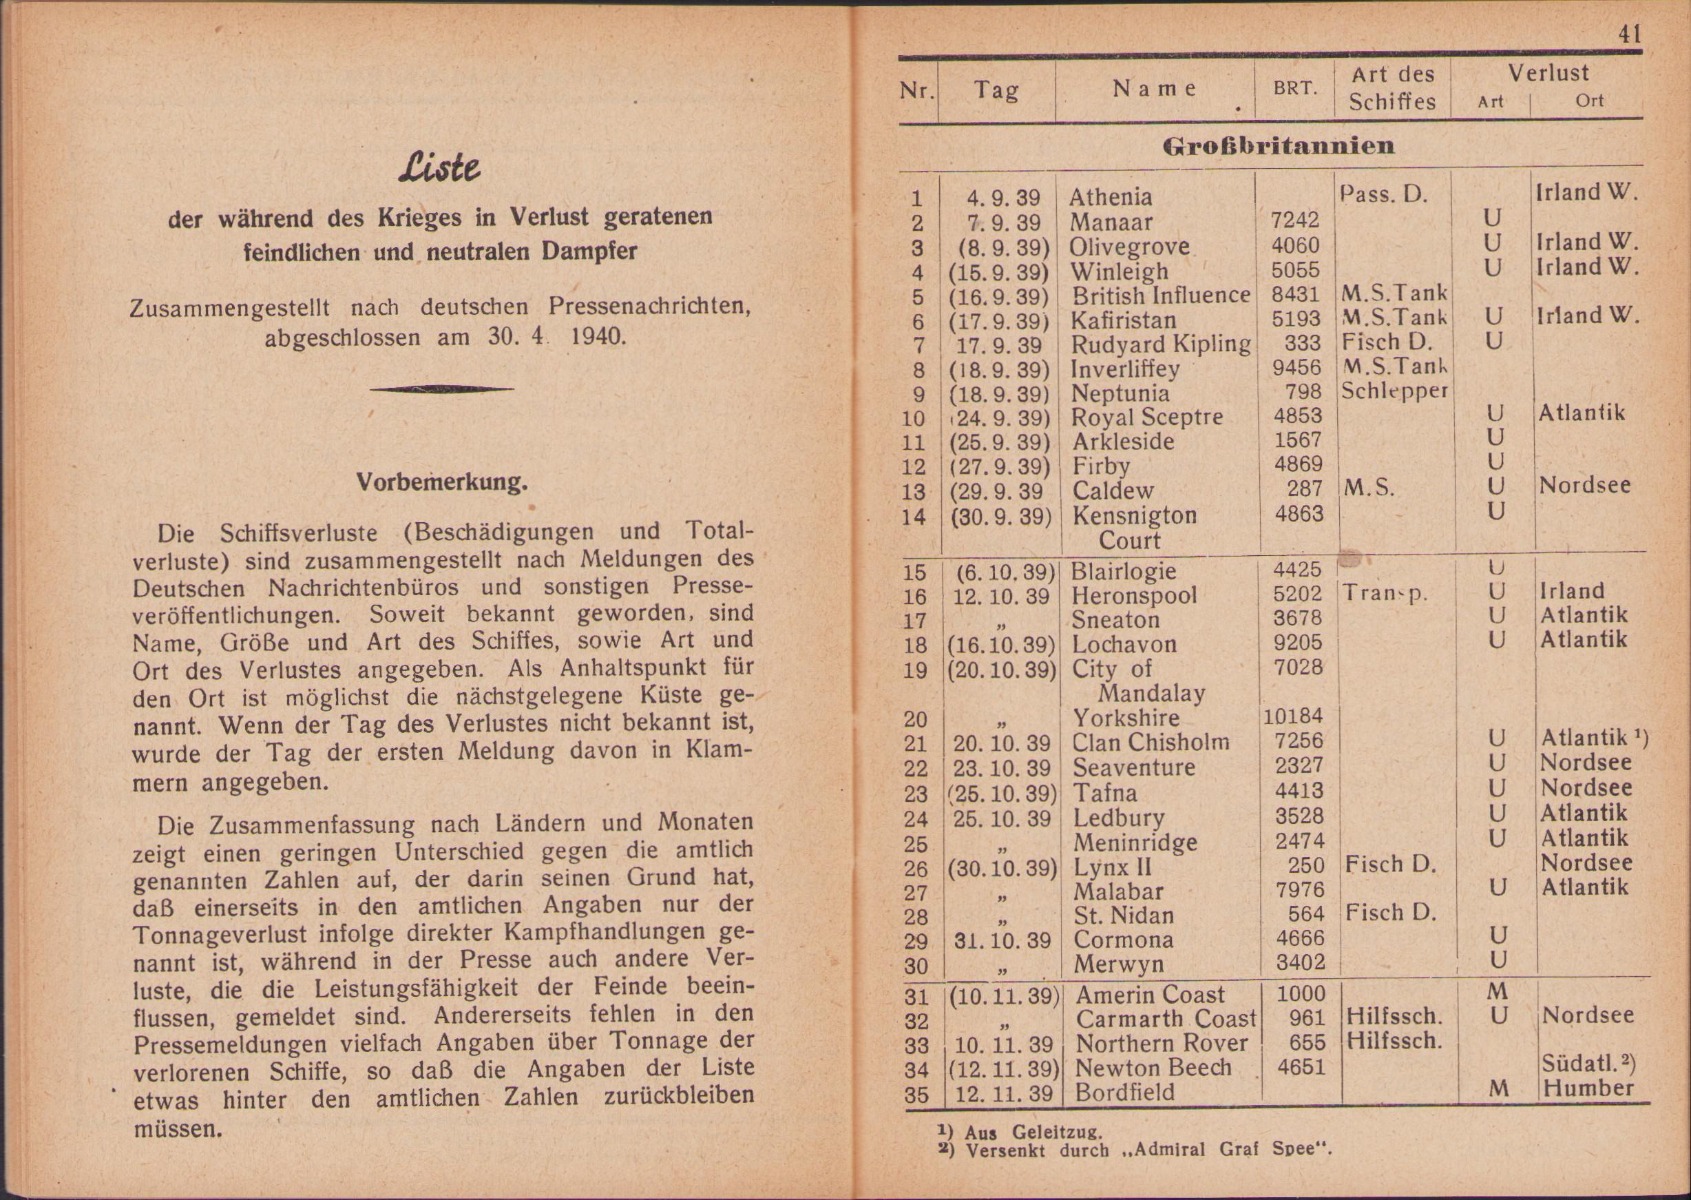 Liste
der während des Krieges in Verlust geratenen
feindlichen und neutralen Dampfer
Zusammengestellt nach deutschen Pressenachrichten,
abgeschlossen am 30. 4. 1940.
Vorbemerkung.
Die Schiffsverluste (Beschädigungen und Total-
verluste) sind zusammengestellt nach Meldungen des
Deutschen Nachrichtenbüros und sonstigen Presse-
veröffentlichungen. Soweit bekannt geworden, sind
Name, Größe und Art des Schiffes, sowie Art und
Ort des Verlustes angegeben. Als Anhaltspunkt für
den Ort ist möglichst die nächstgelegene Küste ge-
nannt. Wenn der Tag des Verlustes nicht bekannt ist,
wurde der Tag der ersten Meldung davon in Klam-
mern angegeben.
Die Zusammenfassung nach Ländern und Monaten
zeigt einen geringen Unterschied gegen die amtlich
genannten Zahlen auf, der darin seinen Grund hat,
daß einerseits in den amtlichen Angaben nur der
Tonnageverlust infolge direkter Kampfhandlungen ge-
nannt ist, während in der Presse auch andere Ver-
luste, die die Leistungsfähigkeit der Feinde beein-
flussen, gemeldet sind. Andererseits fehlen in den
Pressemeldungen vielfach Angaben über Tonnage der
verlorenen Schiffe, so daß die Angaben der Liste
etwas hinter den amtlichen Zahlen zurückbleiben
müssen.
41
Nr. Tag Name BRT. Art des Schiffes Verlust
Art Ort
Großbritannien
1 4. 9. 39 Athenia Pass. D. Irland W.
2 7. 9. 39 Manaar 7242 U
3 (8. 9. 39) Olivegrove 4060 U Irland W.
4 (15. 9. 39) Winleigh 5055 U Irland W.
5 (16. 9. 39) British Influence 8431 M.S.Tank
6 (17. 9. 39) Kafiristan 5193 M.S.Tank U Irland W.
7 17. 9. 39 Rudyard Kipling 333 Fisch D. U
8 (18. 9. 39) Inverliffey 9456 M.S.Tank
9 (18. 9. 39) Neptunia 798 Schlepper
10 (24. 9. 39) Royal Sceptre 4853 U Atlantik
11 (25. 9. 39) Arkleside 1567 U
12 (27. 9. 39) Firby 4869 U
13 (29. 9. 39 Caldew 287 M.S. U Nordsee
14 (30. 9. 39) Kensnigton 4863 U
Court
15 (6. 10. 39) Blairlogie 4425 U
16 12. 10. 39 Heronspool 5202 Transp. U Irland
17 „ Sneaton 3678 U Atlantik
18 (16. 10. 39) Lochavon 9205 U Atlantik
19 (20. 10. 39) City of 7028
Mandalay
20 „ Yorkshire 10184
21 20. 10. 39 Clan Chisholm 7256 U Atlantik ¹)
22 23. 10. 39 Seaventure 2327 U Nordsee
23 (25. 10. 39) Tafna 4413 U Nordsee
24 25. 10. 39 Ledbury 3528 U Atlantik
25 „ Meninridge 2474 U Atlantik
26 (30. 10. 39) Lynx II 250 Fisch D. Nordsee
27 „ Malabar 7976 U Atlantik
28 „ St. Nidan 564 Fisch D.
29 31. 10. 39 Cormona 4666 U
30 „ Merwyn 3402 U
31 (10. 11. 39) Amerin Coast 1000 M
32 „ Carmarth Coast 961 Hilfssch. U Nordsee
33 10. 11. 39 Northern Rover 655 Hilfssch.
34 (12. 11. 39) Newton Beech 4651 Südatl. ²)
35 12. 11. 39 Bordfield M Humber
¹) Aus Geleitzug.
²) Versenkt durch „Admiral Graf Spee“.